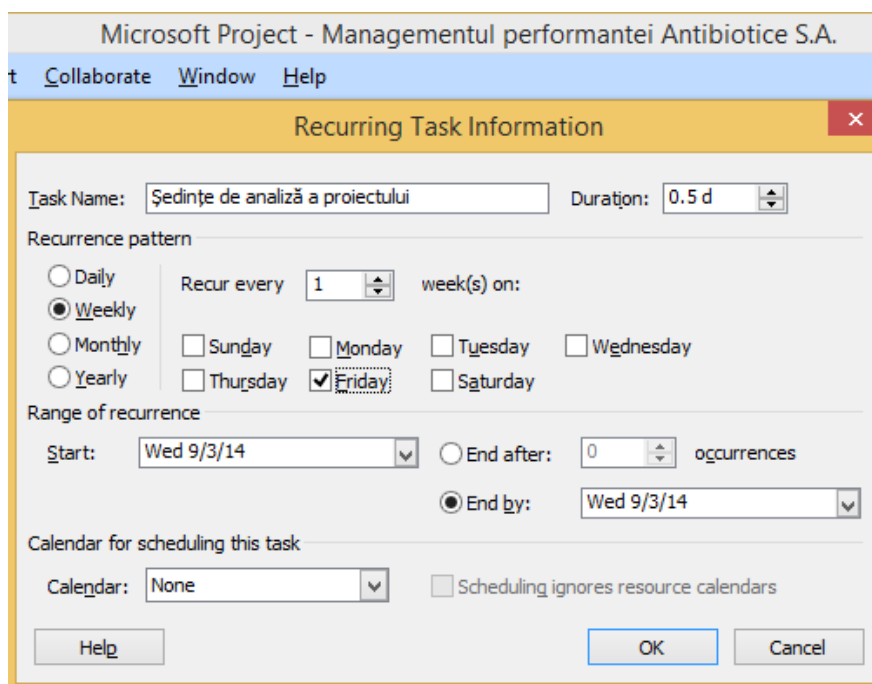 Microsoft Project - Managementul performantei Antibiotice S.A.
t Collaborate Window Help
Recurring Task Information
Task Name: Ședințe de analiză a proiectului Duration: 0.5 d
Recurrence pattern
Daily Recur every 1 week(s) on:
Weekly
Monthly Sunday Monday Tuesday Wednesday
Yearly Thursday Friday Saturday
Range of recurrence
Start: Wed 9/3/14 End after: 0 occurrences
End by: Wed 9/3/14
Calendar for scheduling this task
Calendar: None Scheduling ignores resource calendars
Help OK Cancel